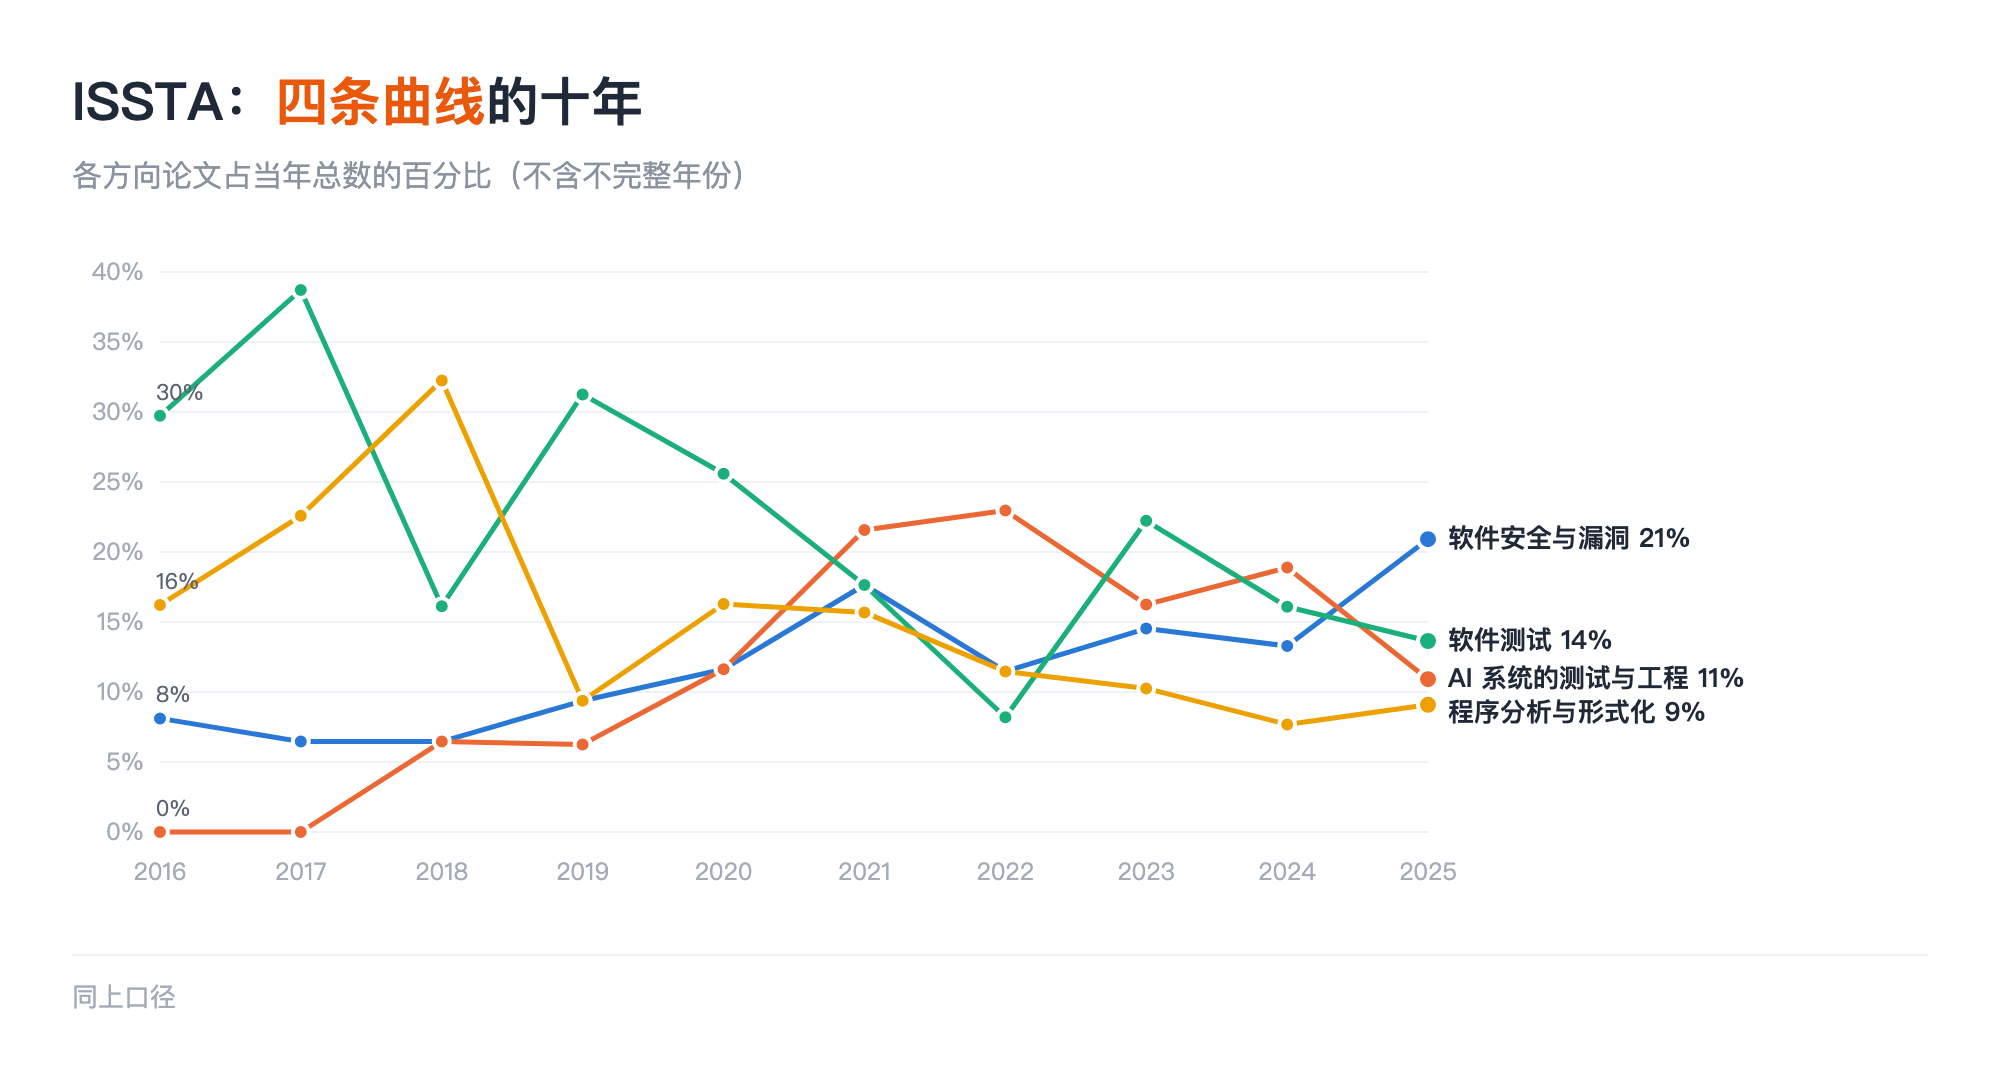 ISSTA：四条曲线的十年
各方向论文占当年总数的百分比（不含不完整年份）
40%
35%
30%
30%
25%
20%
16%
15%
10%
8%
5%
0%
0%
2016 2017 2018 2019 2020 2021 2022 2023 2024 2025
软件安全与漏洞 21%
软件测试 14%
AI 系统的测试与工程 11%
程序分析与形式化 9%
同上口径